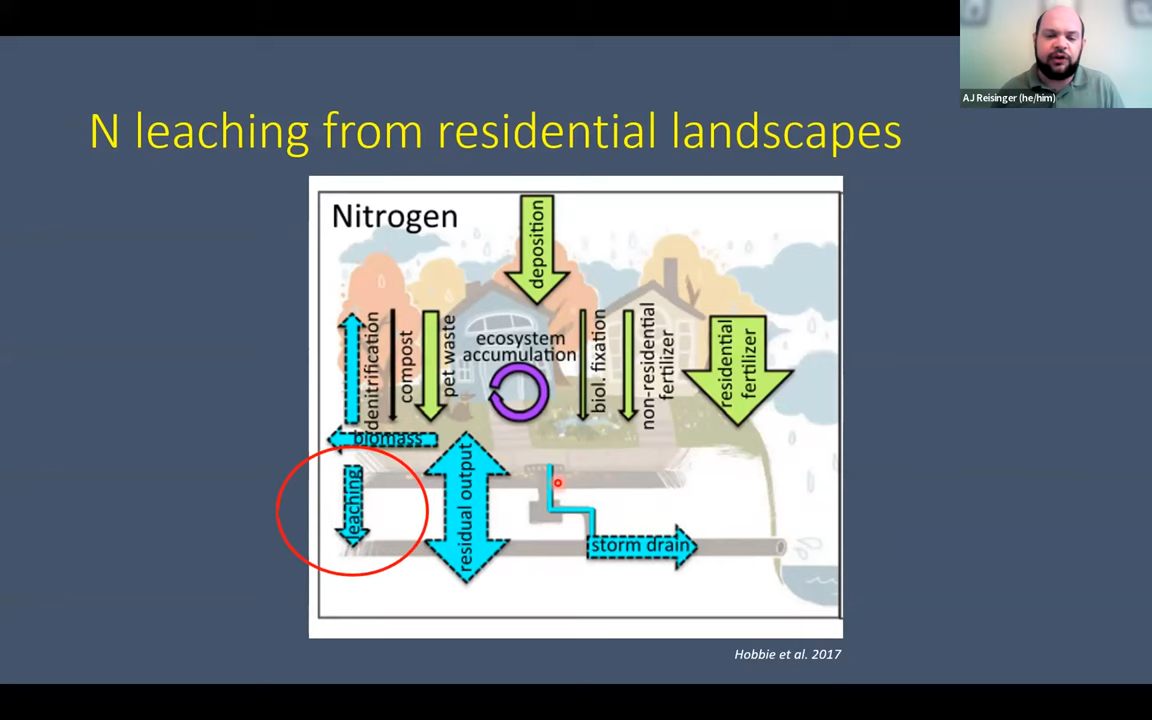 AJ Reisinger (he/him)
N leaching from residential landscapes
Nitrogen
deposition
denitrification
compost
pet waste
ecosystem
accumulation
biol. fixation
non-residential
fertilizer
residential
fertilizer
biomass
leaching
residual output
storm drain
Hobbie et al. 2017